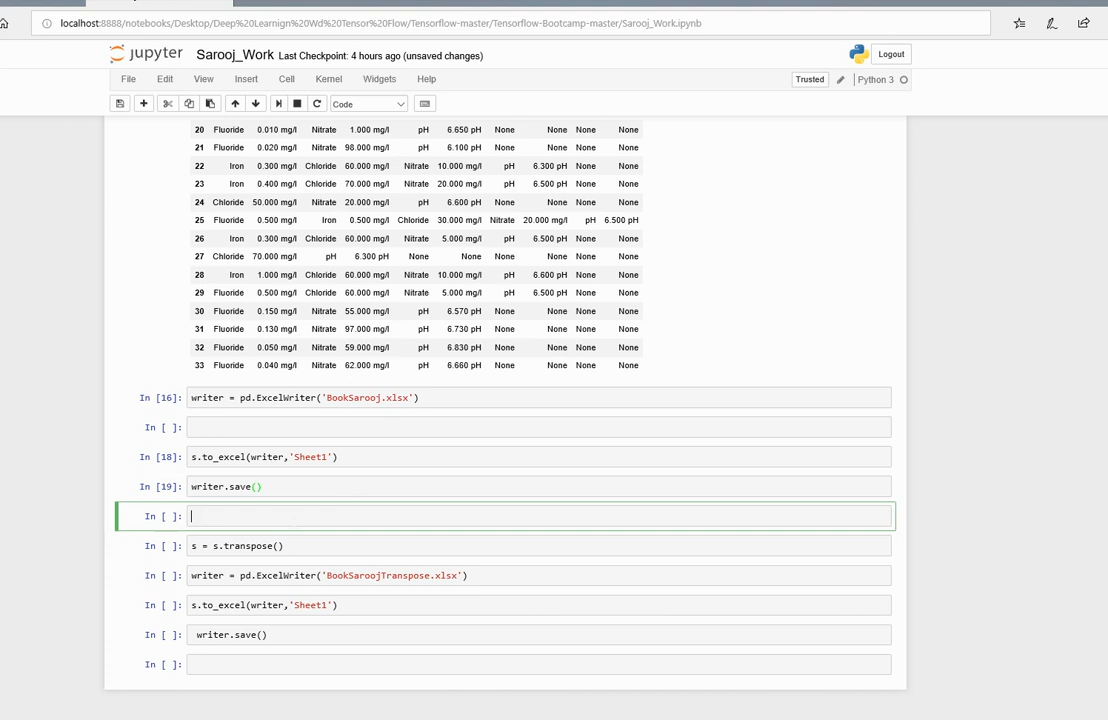 localhost:8888/notebooks/Desktop/Deep%20Learnign%20Wd%20Tensor%20Flow/Tensorflow-master/Tensorflow-Bootcamp-master/Sarooj_Work.ipynb
jupyter Sarooj_Work Last Checkpoint: 4 hours ago (unsaved changes) Logout
File Edit View Insert Cell Kernel Widgets Help Trusted Python 3
Code
20 Fluoride 0.010 mg/l Nitrate 1.000 mg/l pH 6.650 pH None None None None
21 Fluoride 0.020 mg/l Nitrate 98.000 mg/l pH 6.100 pH None None None None
22 Iron 0.300 mg/l Chloride 60.000 mg/l Nitrate 10.000 mg/l pH 6.300 pH None None
23 Iron 0.400 mg/l Chloride 70.000 mg/l Nitrate 20.000 mg/l pH 6.500 pH None None
24 Chloride 50.000 mg/l Nitrate 20.000 mg/l pH 6.600 pH None None None None
25 Fluoride 0.500 mg/l Iron 0.500 mg/l Chloride 30.000 mg/l Nitrate 20.000 mg/l pH 6.500 pH
26 Iron 0.300 mg/l Chloride 60.000 mg/l Nitrate 5.000 mg/l pH 6.500 pH None None
27 Chloride 70.000 mg/l pH 6.300 pH None None None None None None
28 Iron 1.000 mg/l Chloride 60.000 mg/l Nitrate 10.000 mg/l pH 6.600 pH None None
29 Fluoride 0.500 mg/l Chloride 60.000 mg/l Nitrate 5.000 mg/l pH 6.500 pH None None
30 Fluoride 0.150 mg/l Nitrate 55.000 mg/l pH 6.570 pH None None None None
31 Fluoride 0.130 mg/l Nitrate 97.000 mg/l pH 6.730 pH None None None None
32 Fluoride 0.050 mg/l Nitrate 59.000 mg/l pH 6.830 pH None None None None
33 Fluoride 0.040 mg/l Nitrate 62.000 mg/l pH 6.660 pH None None None None
In [16]: writer = pd.ExcelWriter('BookSarooj.xlsx')
In [ ]:
In [18]: s.to_excel(writer,'Sheet1')
In [19]: writer.save()
In [ ]:
In [ ]: s = s.transpose()
In [ ]: writer = pd.ExcelWriter('BookSaroojTranspose.xlsx')
In [ ]: s.to_excel(writer,'Sheet1')
In [ ]: writer.save()
In [ ]: